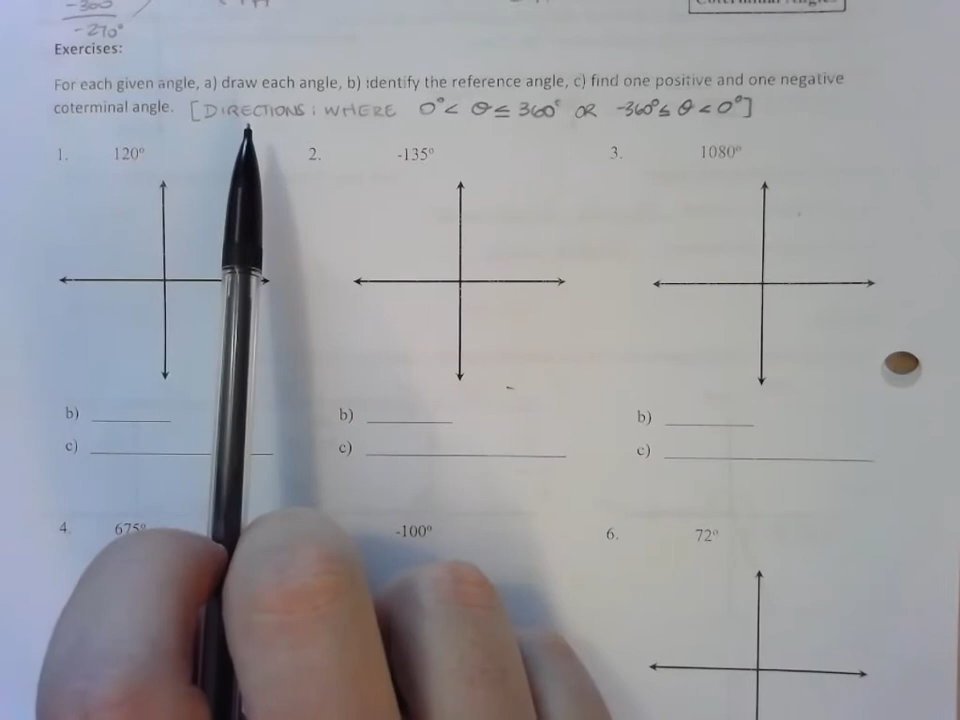 -300
-270°
Exercises:
For each given angle, a) draw each angle, b) identify the reference angle, c) find one positive and one negative
coterminal angle. [DIRECTIONS: WHERE 0° < θ ≤ 360° OR -360° ≤ θ < 0°]
1. 120° 2. -135° 3. 1080°
b) b) b)
c) c) c)
4. 675° -100° 6. 72°